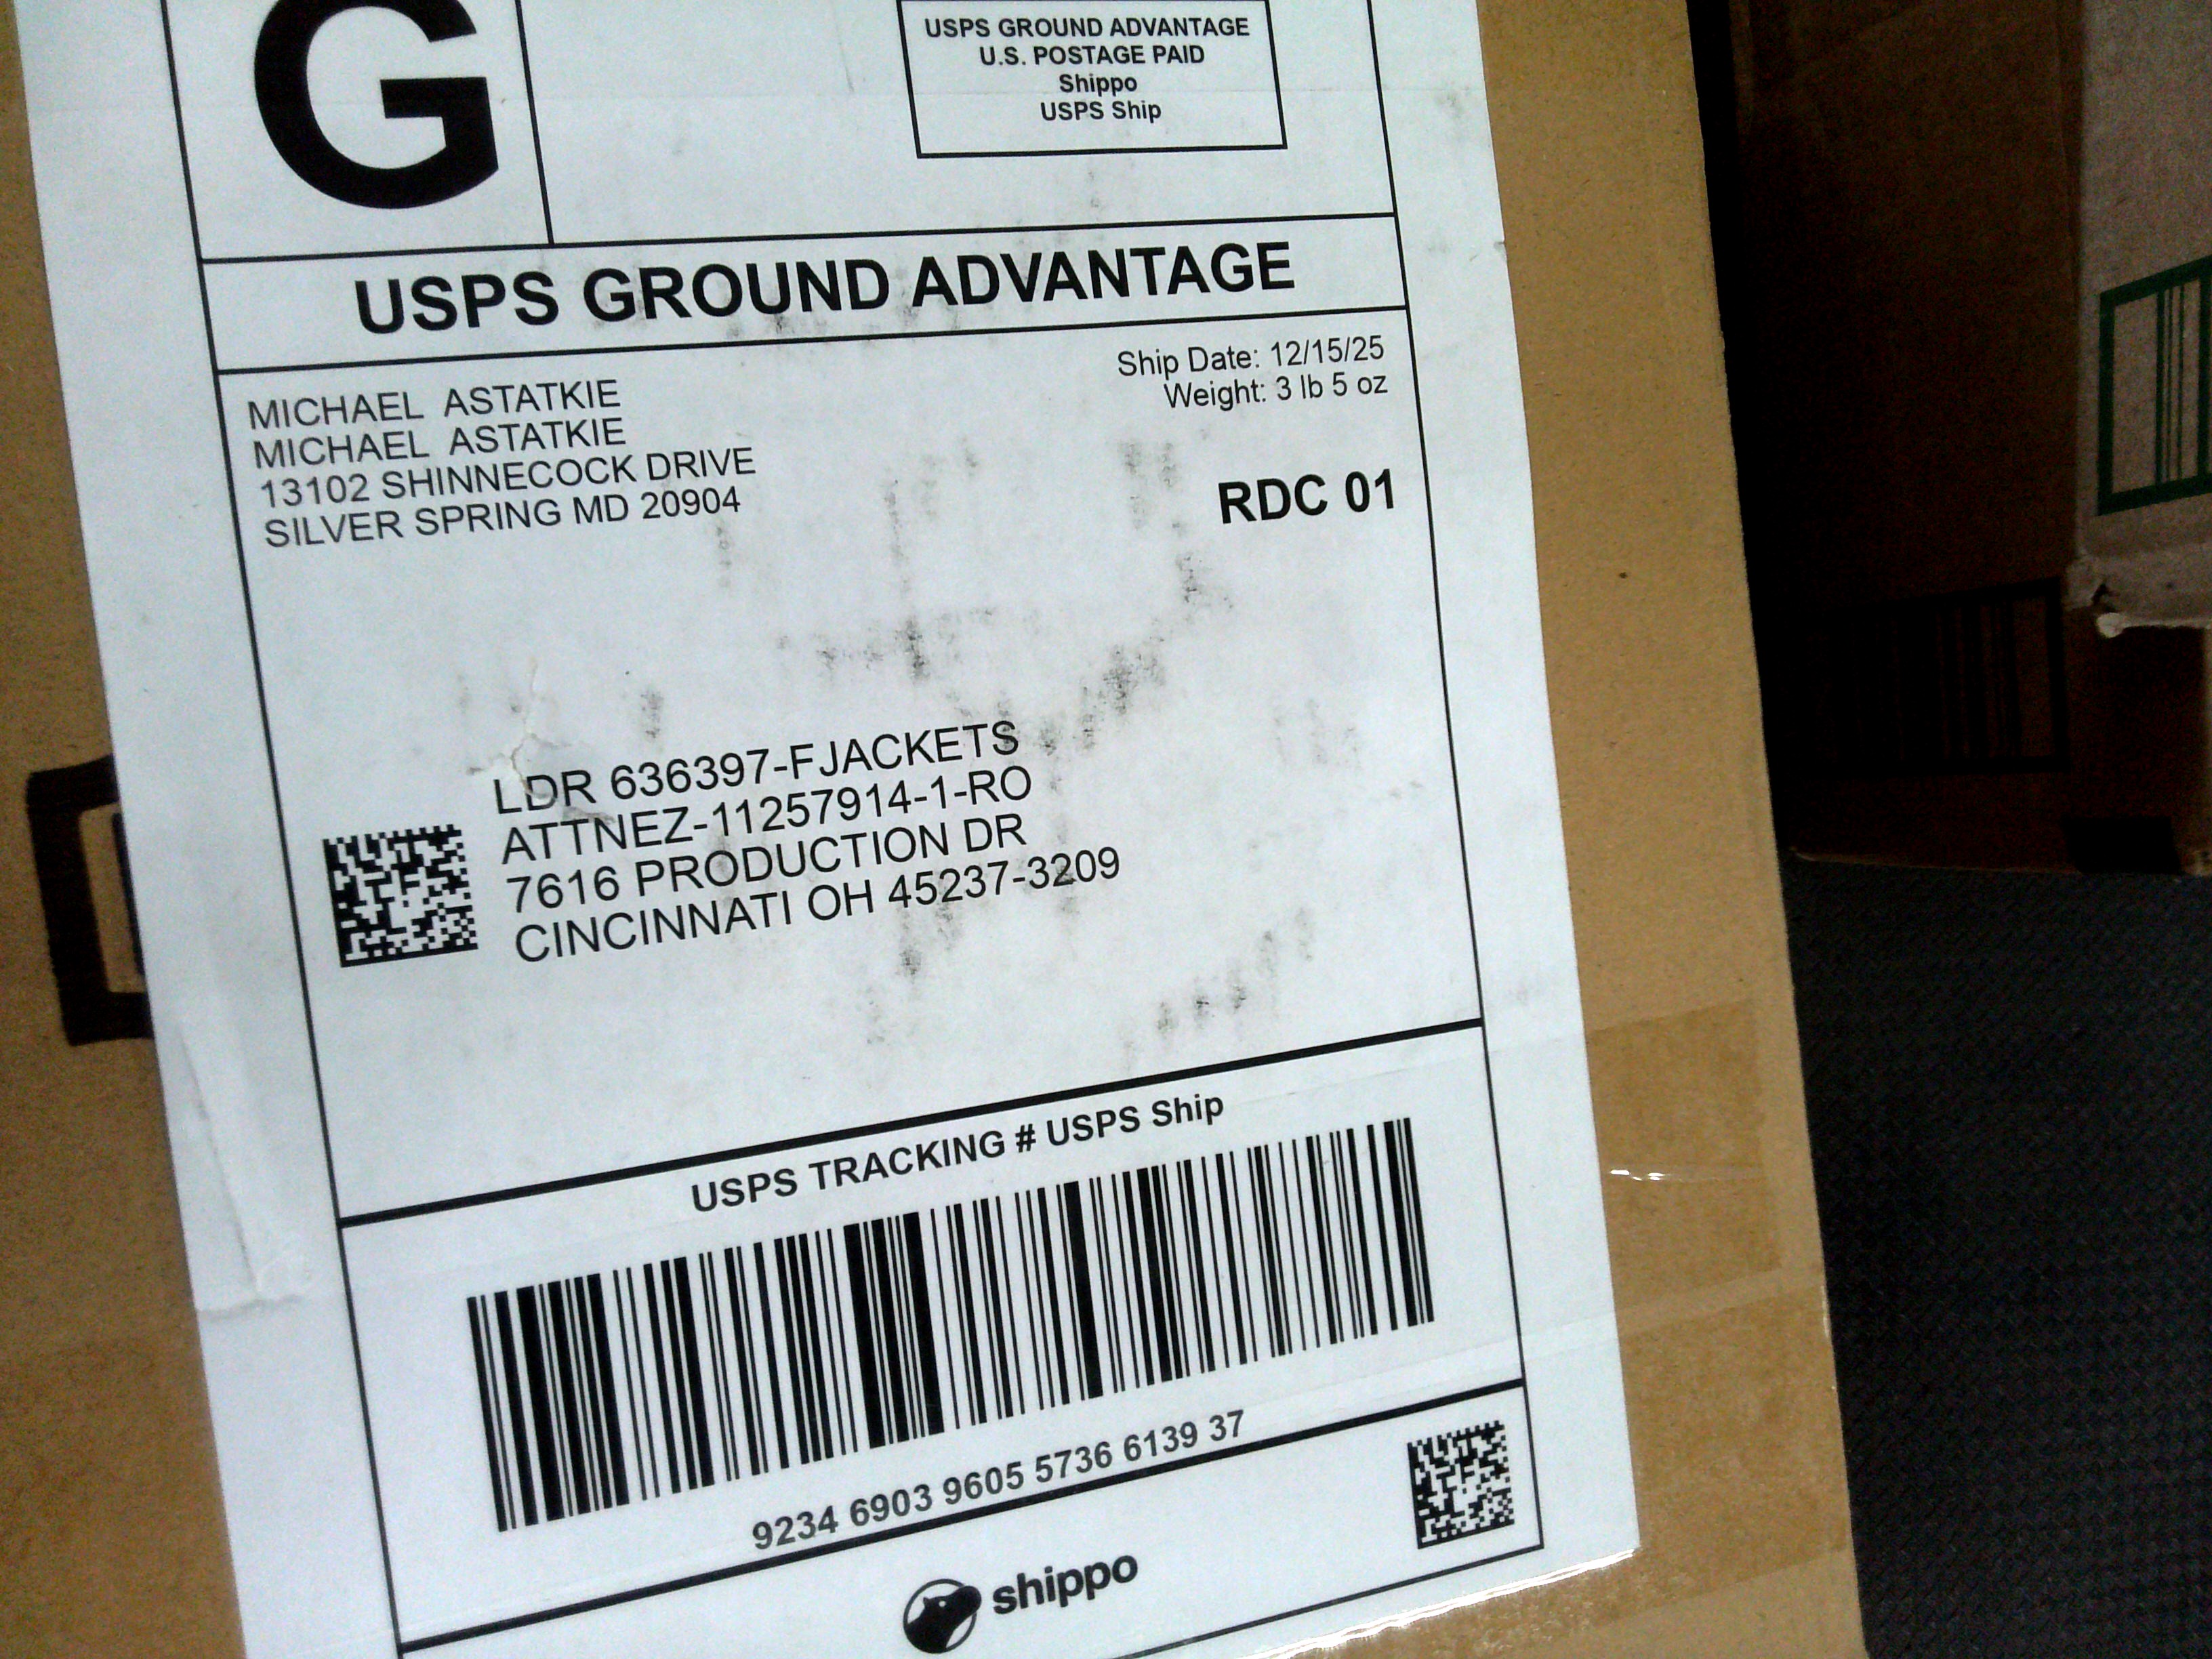 G
USPS GROUND ADVANTAGE
U.S. POSTAGE PAID
Shippo
USPS Ship
USPS GROUND ADVANTAGE
MICHAEL ASTATKIE
MICHAEL ASTATKIE
13102 SHINNECOCK DRIVE
SILVER SPRING MD 20904
Ship Date: 12/15/25
Weight: 3 lb 5 oz
RDC 01
LDR 636397-FJACKETS
ATTNEZ-11257914-1-RO
7616 PRODUCTION DR
CINCINNATI OH 45237-3209
USPS TRACKING # USPS Ship
9234 6903 9605 5736 6139 37
shippo